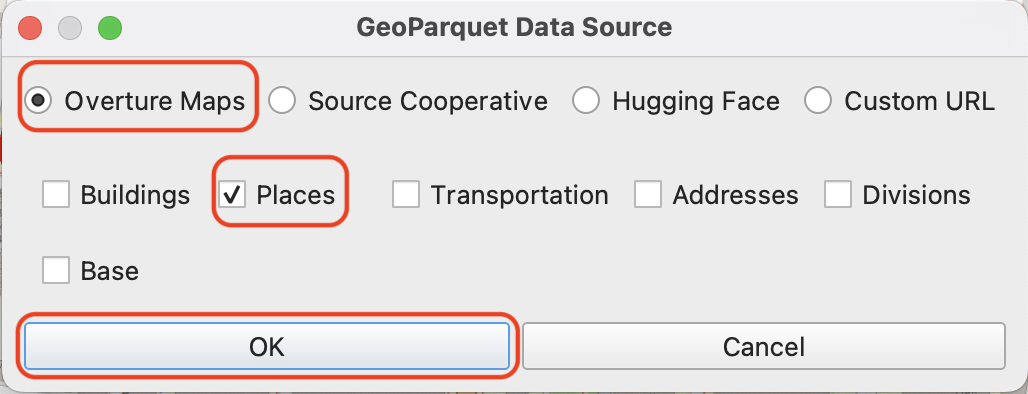 GeoParquet Data Source
Overture Maps Source Cooperative Hugging Face Custom URL
Buildings Places Transportation Addresses Divisions
Base
OK Cancel